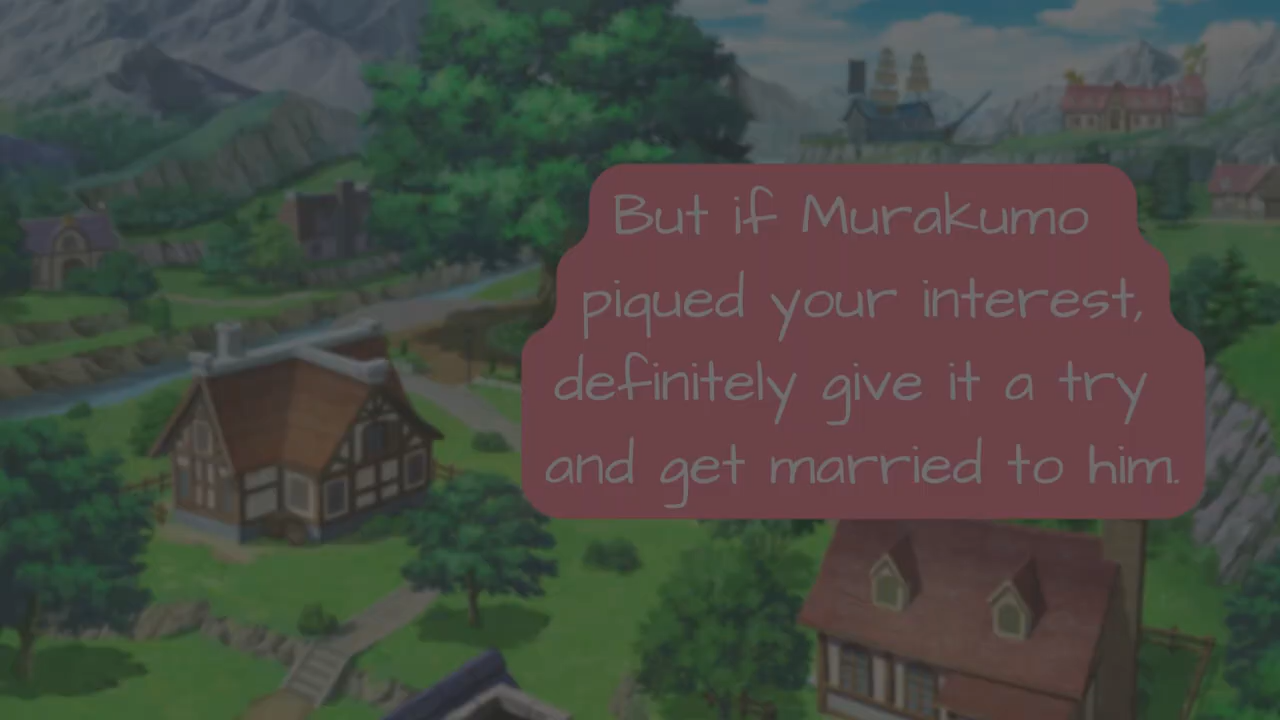 But if Murakumo
piqued your interest,
definitely give it a try
and get married to him.